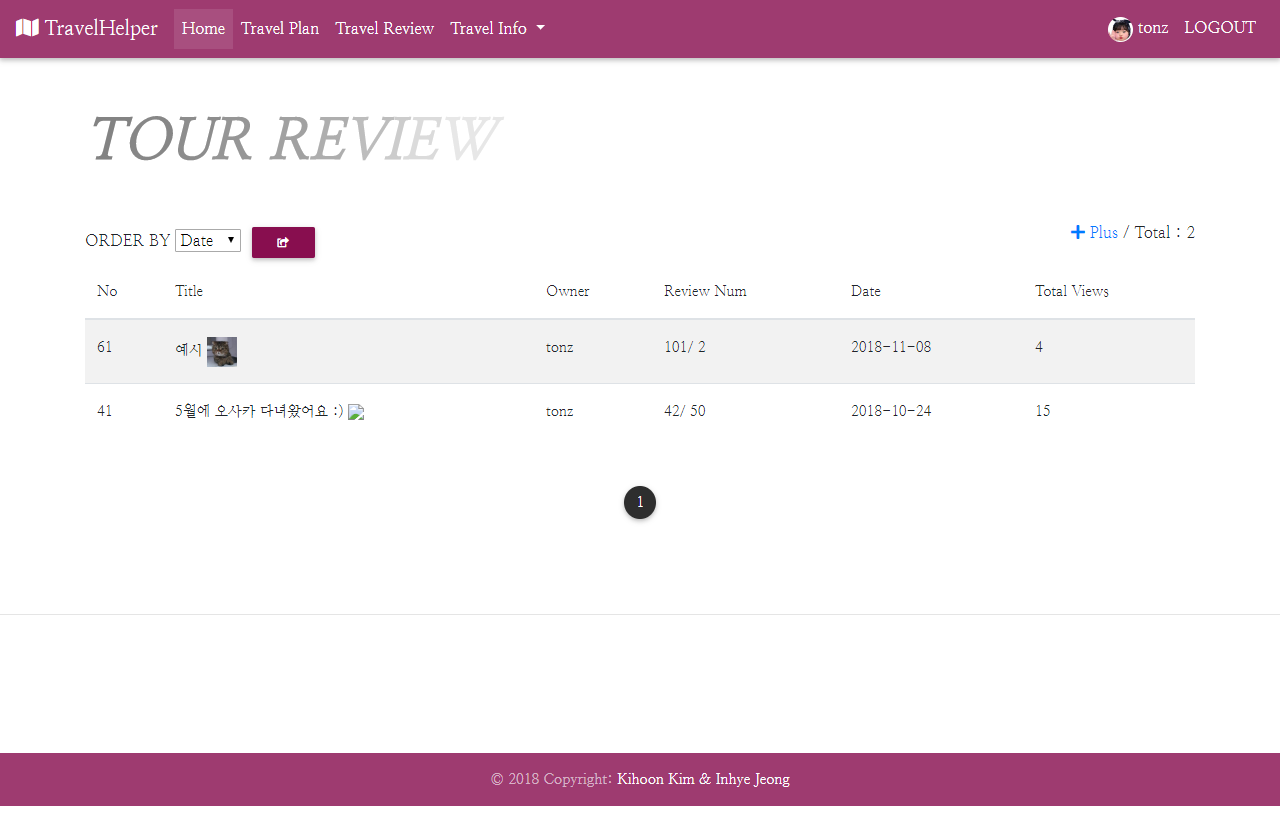 TravelHelper Home Travel Plan Travel Review Travel Info tonz LOGOUT
TOUR REVIEW
ORDER BY Date Plus / Total : 2
No Title Owner Review Num Date Total Views
61 예시 tonz 101/ 2 2018-11-08 4
41 5월에 오사카 다녀왔어요 :) tonz 42/ 50 2018-10-24 15
1
© 2018 Copyright: Kihoon Kim & Inhye Jeong